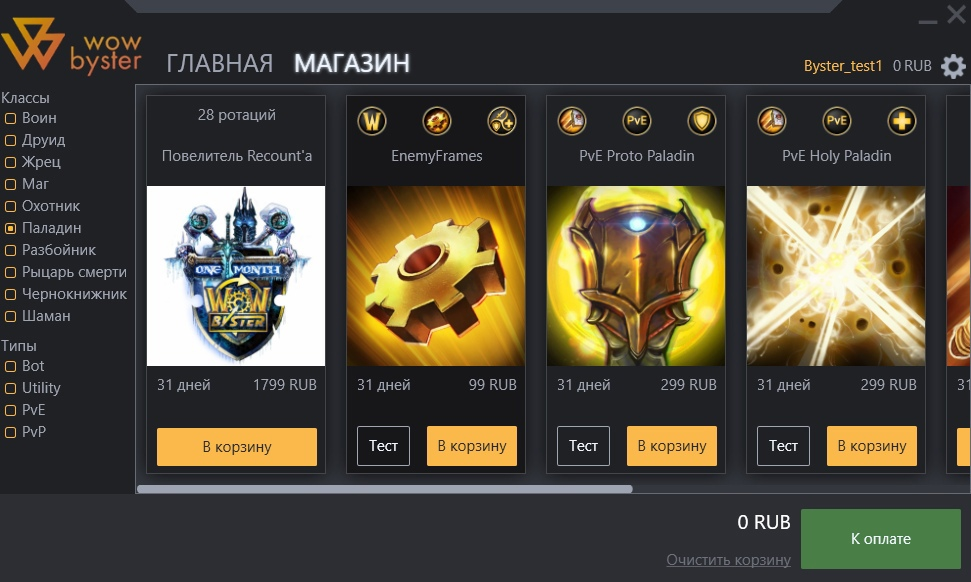 wow
byster
ГЛАВНАЯ МАГАЗИН
Byster_test1 0 RUB
Классы
Воин
Друид
Жрец
Маг
Охотник
Паладин
Разбойник
Рыцарь смерти
Чернокнижник
Шаман
Типы
Bot
Utility
PvE
PvP
28 ротаций
Повелитель Recount'a
ONE MONTH
WOW
BYSTER
31 дней 1799 RUB
В корзину
W
EnemyFrames
31 дней 99 RUB
Тест В корзину
PvE
PvE Proto Paladin
31 дней 299 RUB
Тест В корзину
PvE
PvE Holy Paladin
31 дней 299 RUB
Тест В корзину
31
0 RUB
Очистить корзину
К оплате